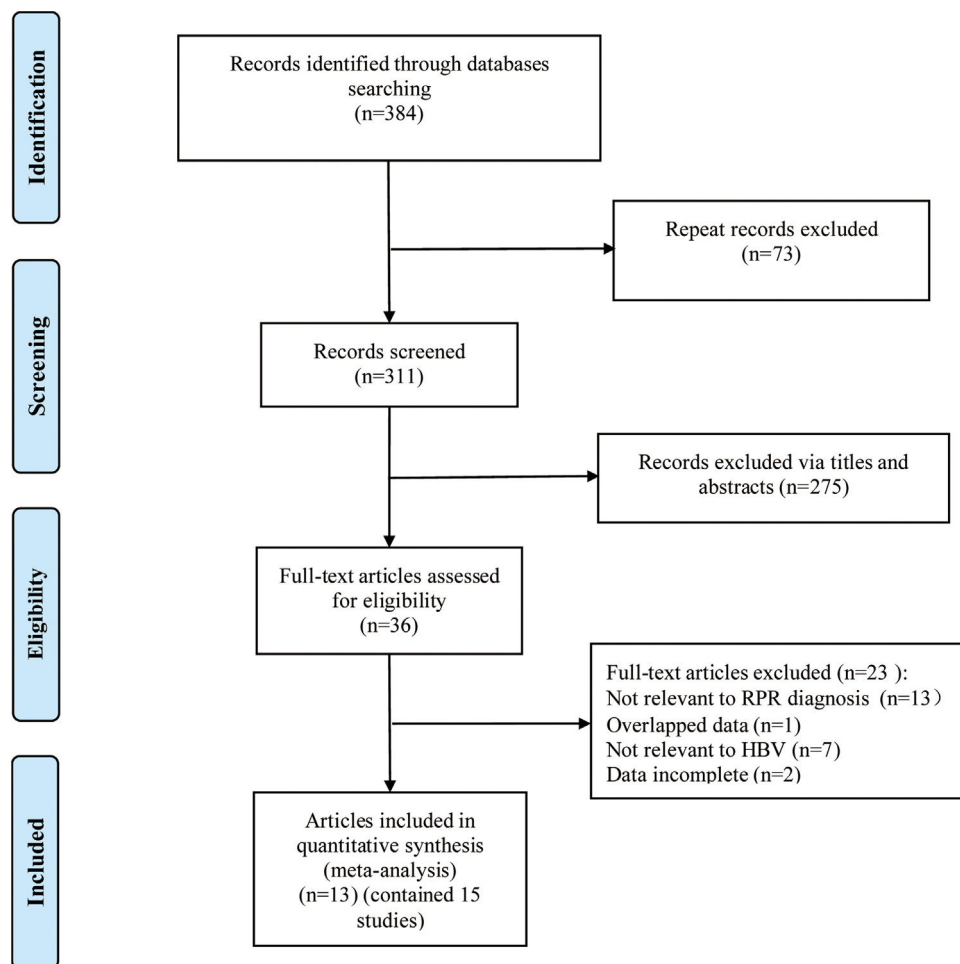 Identification
Records identified through databases
searching
(n=384)
Repeat records excluded
(n=73)
Screening
Records screened
(n=311)
Records excluded via titles and
abstracts (n=275)
Eligibility
Full-text articles assessed
for eligibility
(n=36)
Full-text articles excluded (n=23 ):
Not relevant to RPR diagnosis (n=13）
Overlapped data (n=1)
Not relevant to HBV (n=7)
Data incomplete (n=2)
Included
Articles included in
quantitative synthesis
(meta-analysis)
(n=13) (contained 15
studies)